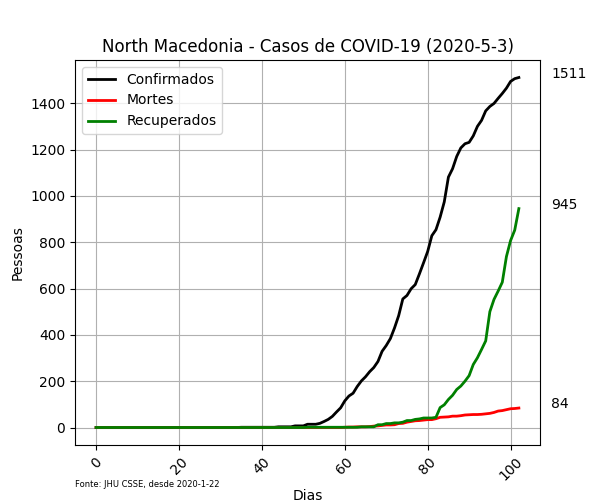 North Macedonia - Casos de COVID-19 (2020-5-3)
Confirmados
Mortes
Recuperados
1511
945
84
Pessoas
1400
1200
1000
800
600
400
200
0
0
20
40
60
80
100
Fonte: JHU CSSE, desde 2020-1-22
Dias